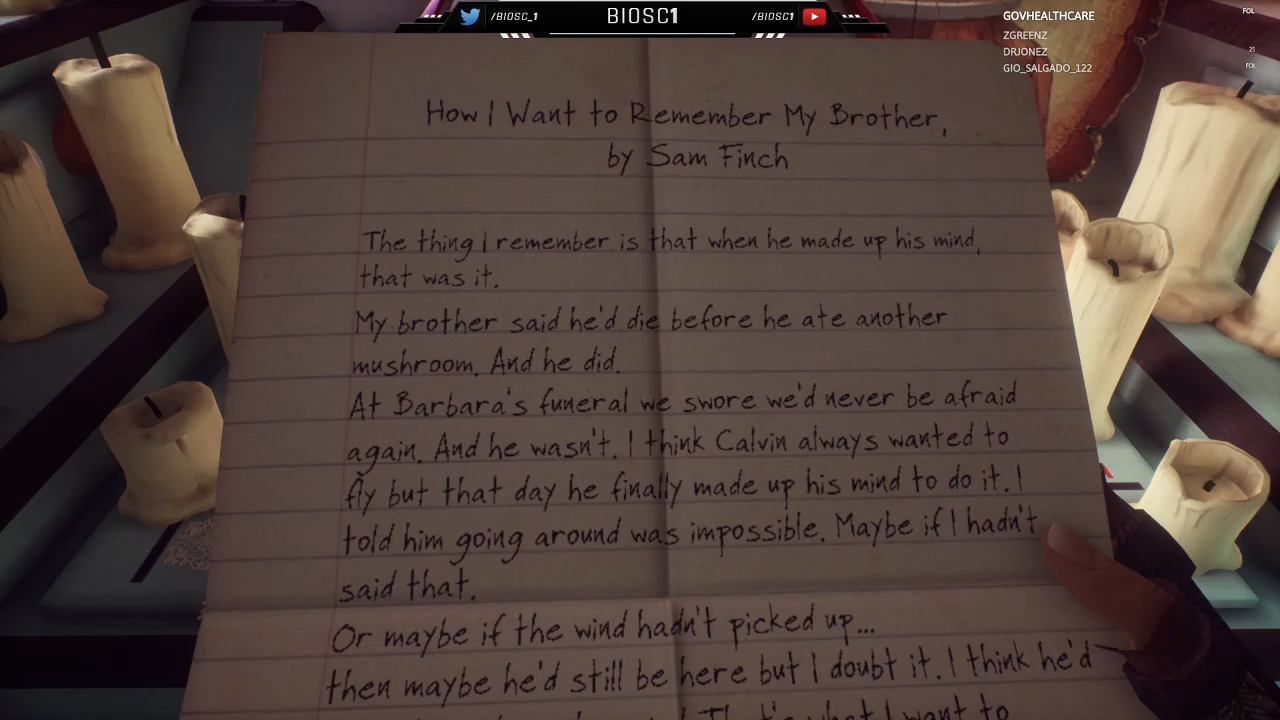 /BIOSC_1
BIOSC1
/BIOSC1
GOVHEALTHCARE
ZGREENZ
DRJONEZ
GIO_SALGADO_122
FOL
How I Want to Remember My Brother,
by Sam Finch
The thing I remember is that when he made up his mind,
that was it.
My brother said he'd die before he ate another
mushroom. And he did.
At Barbara's funeral we swore we'd never be afraid
again. And he wasn't. I think Calvin always wanted to
fly but that day he finally made up his mind to do it. I
told him going around was impossible. Maybe if I hadn't
said that.
Or maybe if the wind hadn't picked up...
then maybe he'd still be here but I doubt it. I think he'd
That's what I want to